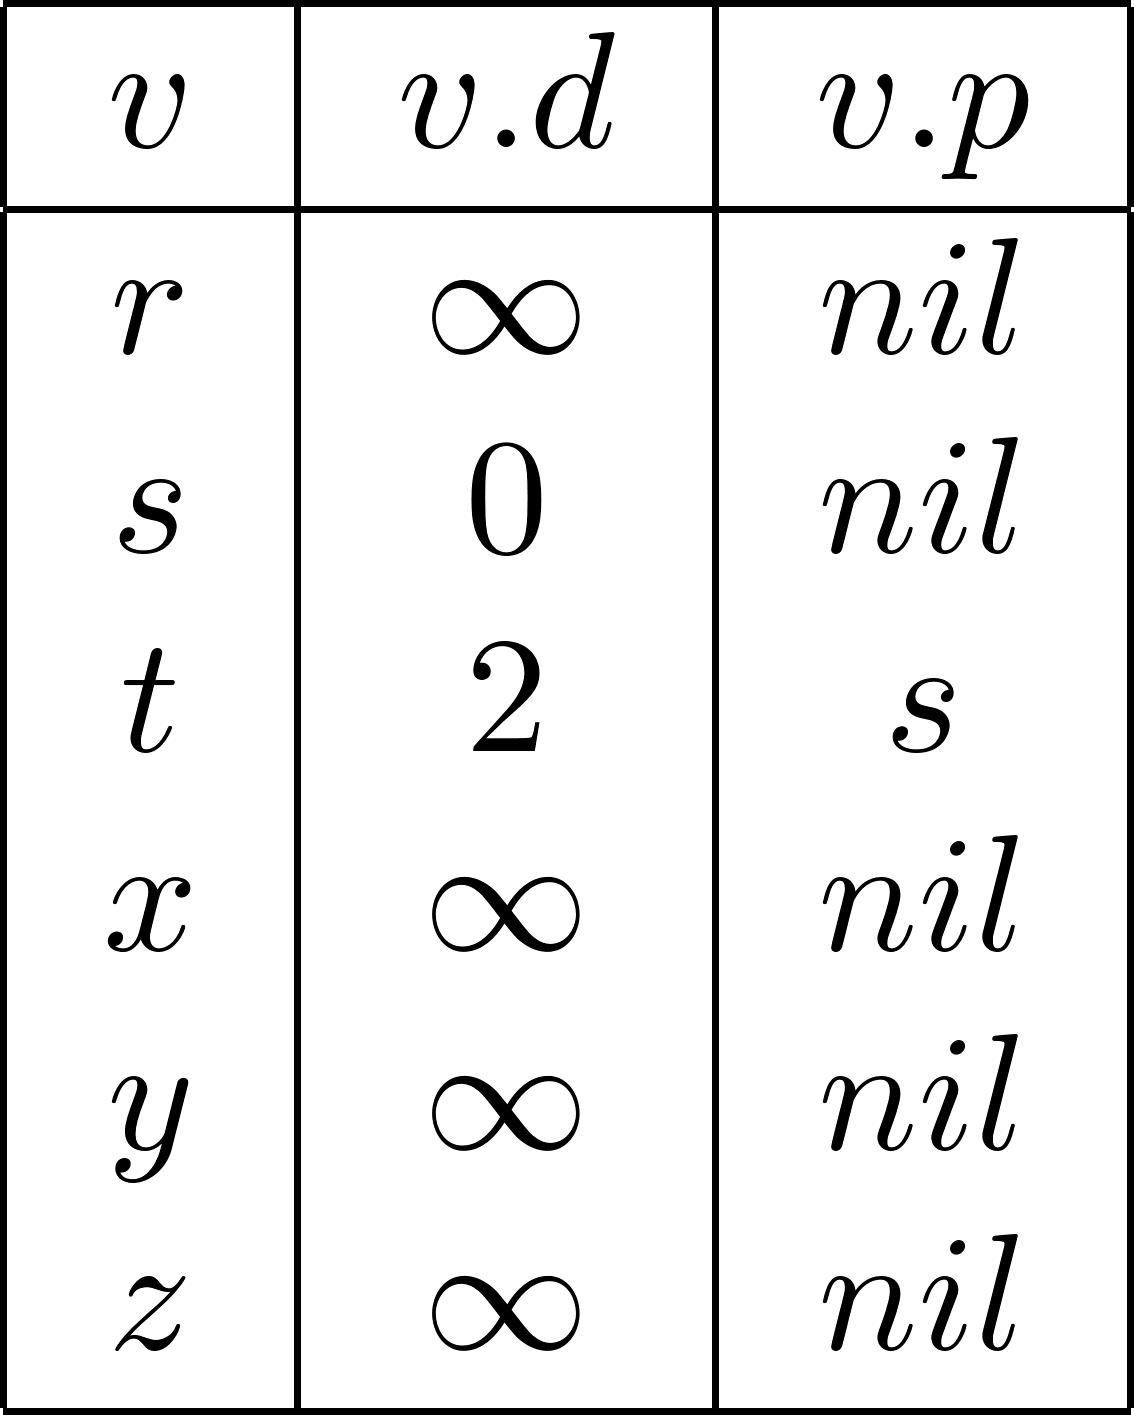 v v.d v.p
r ∞ nil
s 0 nil
t 2 s
x ∞ nil
y ∞ nil
z ∞ nil